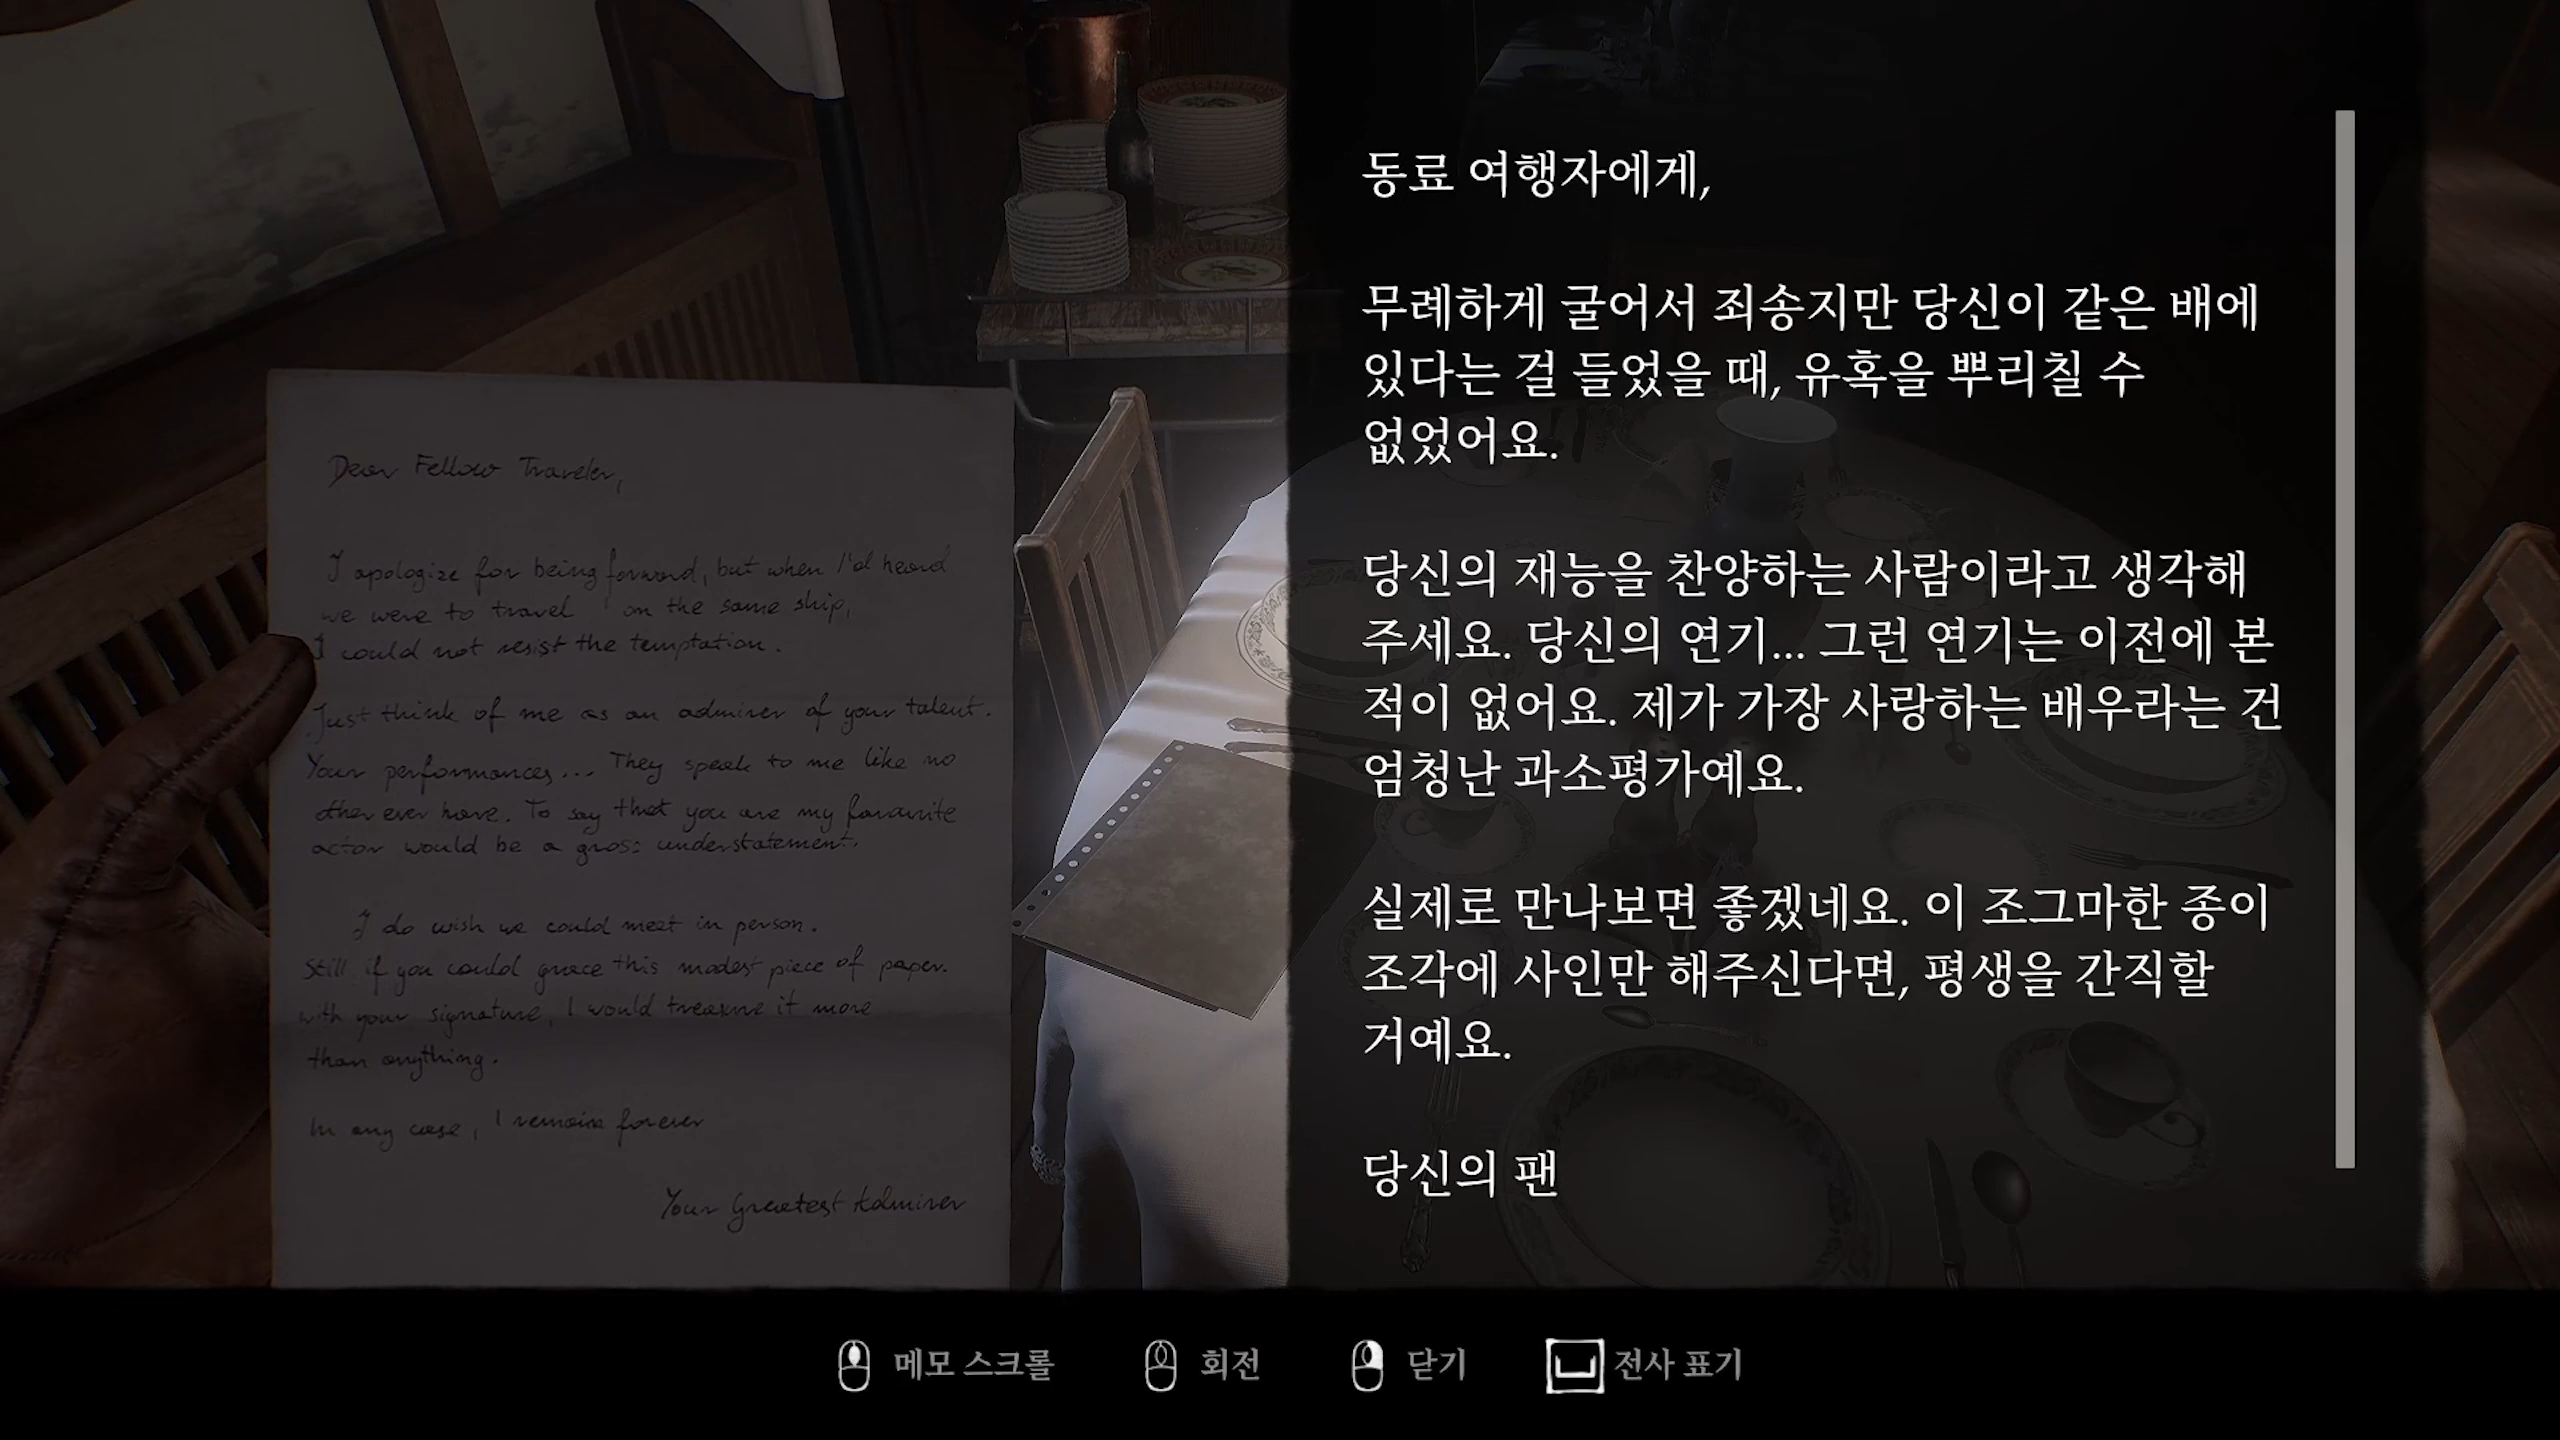 Dear Fellow Traveler,
I apologize for being forward, but when I'd heard
we were to travel on the same ship,
I could not resist the temptation.
Just think of me as an admirer of your talent.
Your performances... They speak to me like no
other ever have. To say that you are my favourite
actor would be a gross understatement.
I do wish we could meet in person.
Still if you could grace this modest piece of paper.
with your signature, I would treasure it more
than anything.
In any case, I remain forever
Your Greatest Admirer
동료 여행자에게,
무례하게 굴어서 죄송지만 당신이 같은 배에
있다는 걸 들었을 때, 유혹을 뿌리칠 수
없었어요.
당신의 재능을 찬양하는 사람이라고 생각해
주세요. 당신의 연기... 그런 연기는 이전에 본
적이 없어요. 제가 가장 사랑하는 배우라는 건
엄청난 과소평가예요.
실제로 만나보면 좋겠네요. 이 조그마한 종이
조각에 사인만 해주신다면, 평생을 간직할
거예요.
당신의 팬
메모 스크롤 회전 닫기 전사 표기